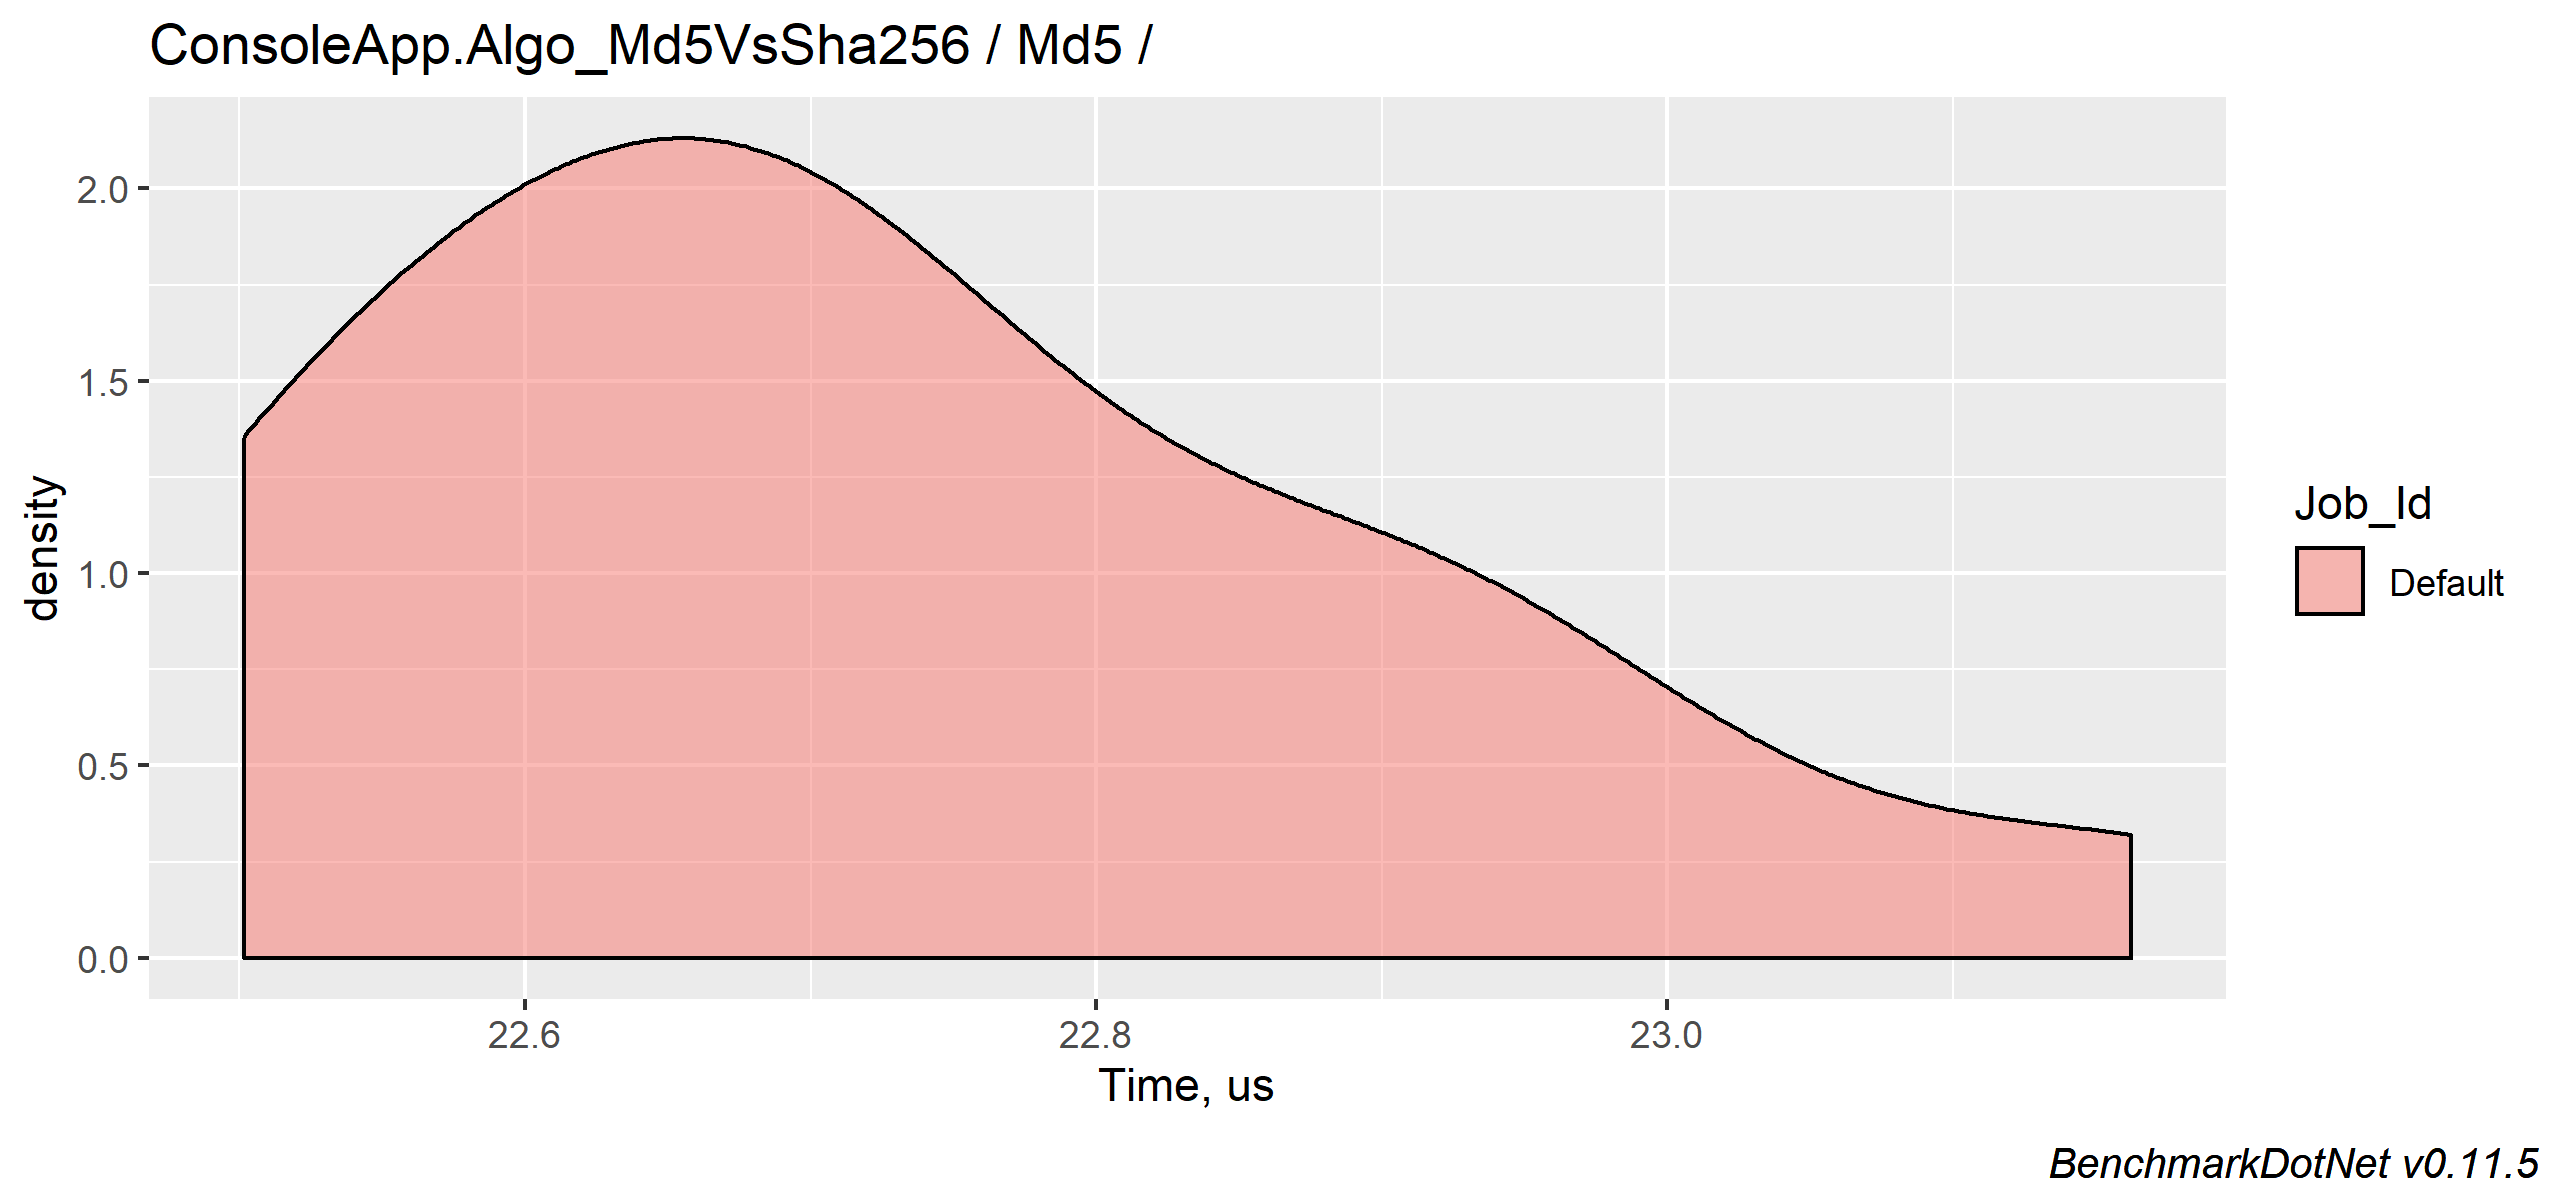 ConsoleApp.Algo_Md5VsSha256 / Md5 /
density
2.0
1.5
1.0
0.5
0.0
22.6 22.8 23.0
Time, us
Job_Id
Default
BenchmarkDotNet v0.11.5